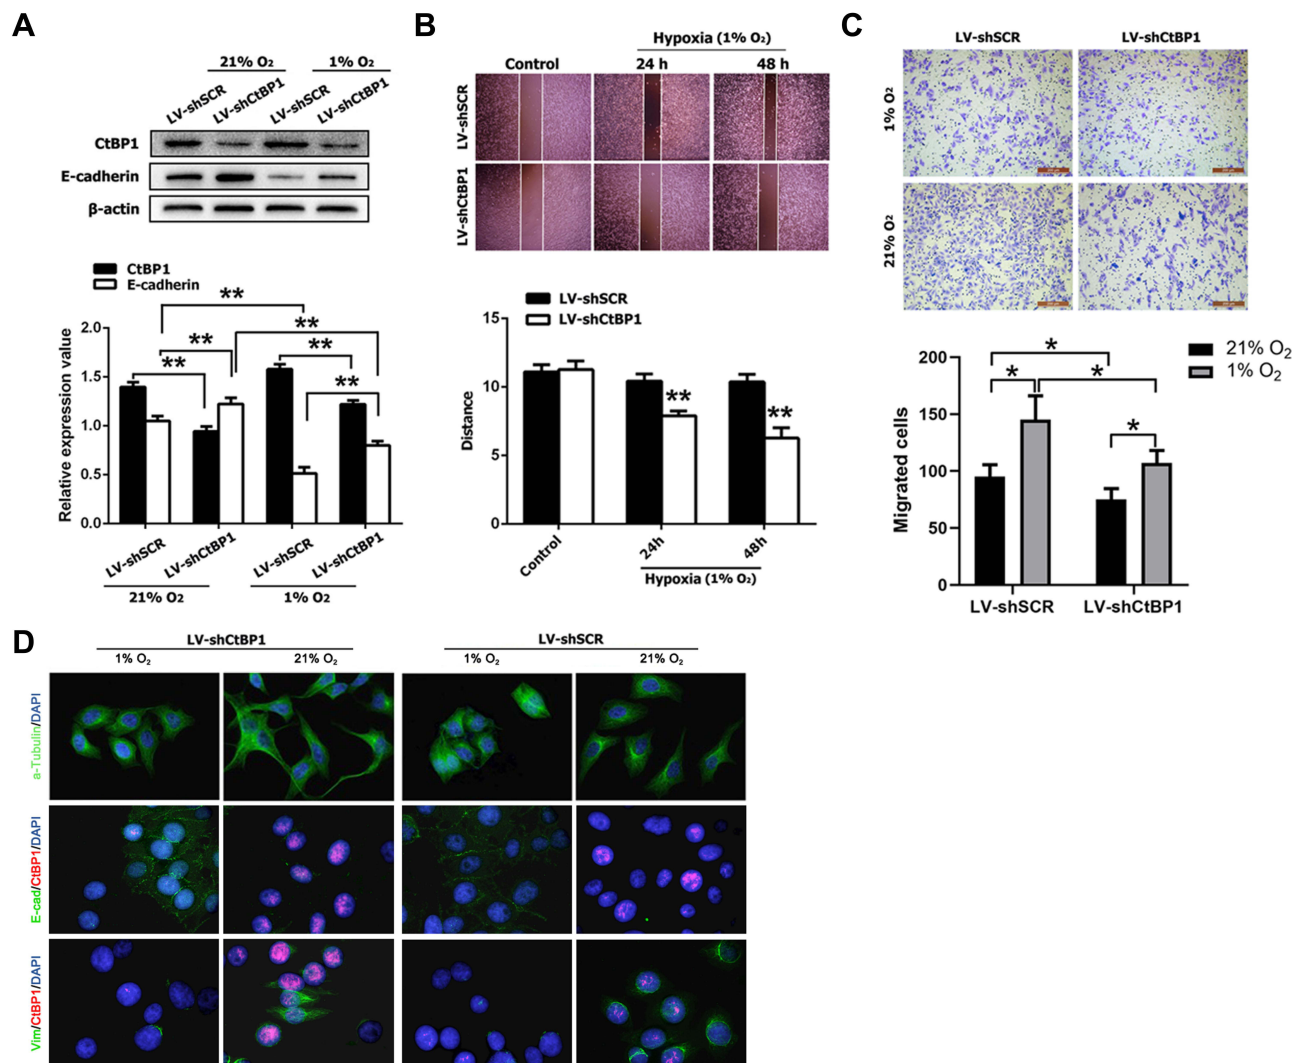 A
21% O₂
1% O₂
LV-shSCR
LV-shCtBP1
LV-shSCR
LV-shCtBP1
CtBP1
E-cadherin
β-actin
CtBP1
E-cadherin
**
**
**
**
**
**
Relative expression value
2.0
1.5
1.0
0.5
0.0
LV-shSCR
LV-shCtBP1
LV-shSCR
LV-shCtBP1
21% O₂
1% O₂
B
Hypoxia (1% O₂)
Control
24 h
48 h
LV-shSCR
LV-shCtBP1
LV-shSCR
LV-shCtBP1
Distance
15
10
5
0
**
**
Control
24h
48h
Hypoxia (1% O₂)
C
LV-shSCR
LV-shCtBP1
1% O₂
21% O₂
21% O₂
1% O₂
Migrated cells
200
150
100
50
0
*
*
*
*
LV-shSCR
LV-shCtBP1
D
LV-shCtBP1
LV-shSCR
1% O₂
21% O₂
1% O₂
21% O₂
a-Tubulin/DAPI
E-cad/CtBP1/DAPI
Vim/CtBP1/DAPI